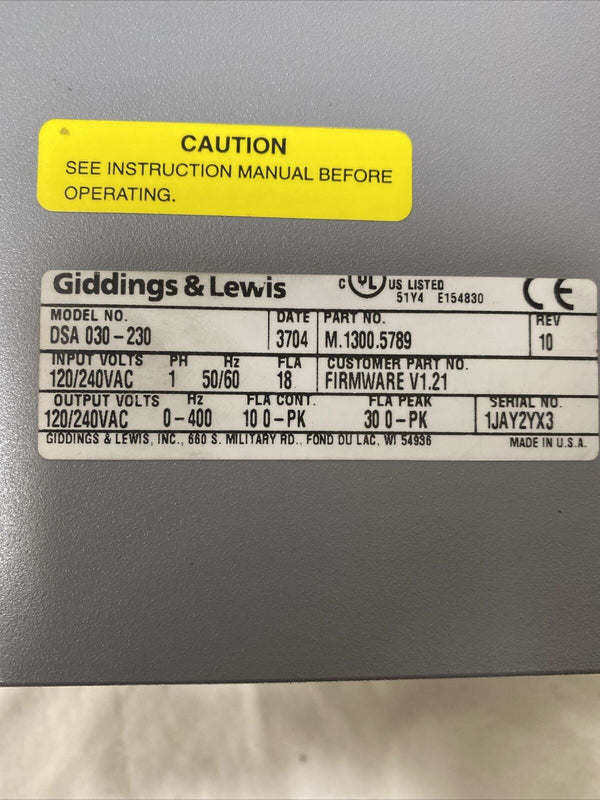 CAUTION
SEE INSTRUCTION MANUAL BEFORE
OPERATING.
Giddings & Lewis C UL US LISTED CE
51Y4 E154830
MODEL NO. DATE PART NO. REV
DSA 030-230 3704 M.1300.5789 10
INPUT VOLTS PH Hz FLA CUSTOMER PART NO.
120/240VAC 1 50/60 18 FIRMWARE V1.21
OUTPUT VOLTS Hz FLA CONT. FLA PEAK SERIAL NO.
120/240VAC 0-400 10 0-PK 30 0-PK 1JAY2YX3
GIDDINGS & LEWIS, INC., 660 S. MILITARY RD., FOND DU LAC, WI 54936 MADE IN U.S.A.